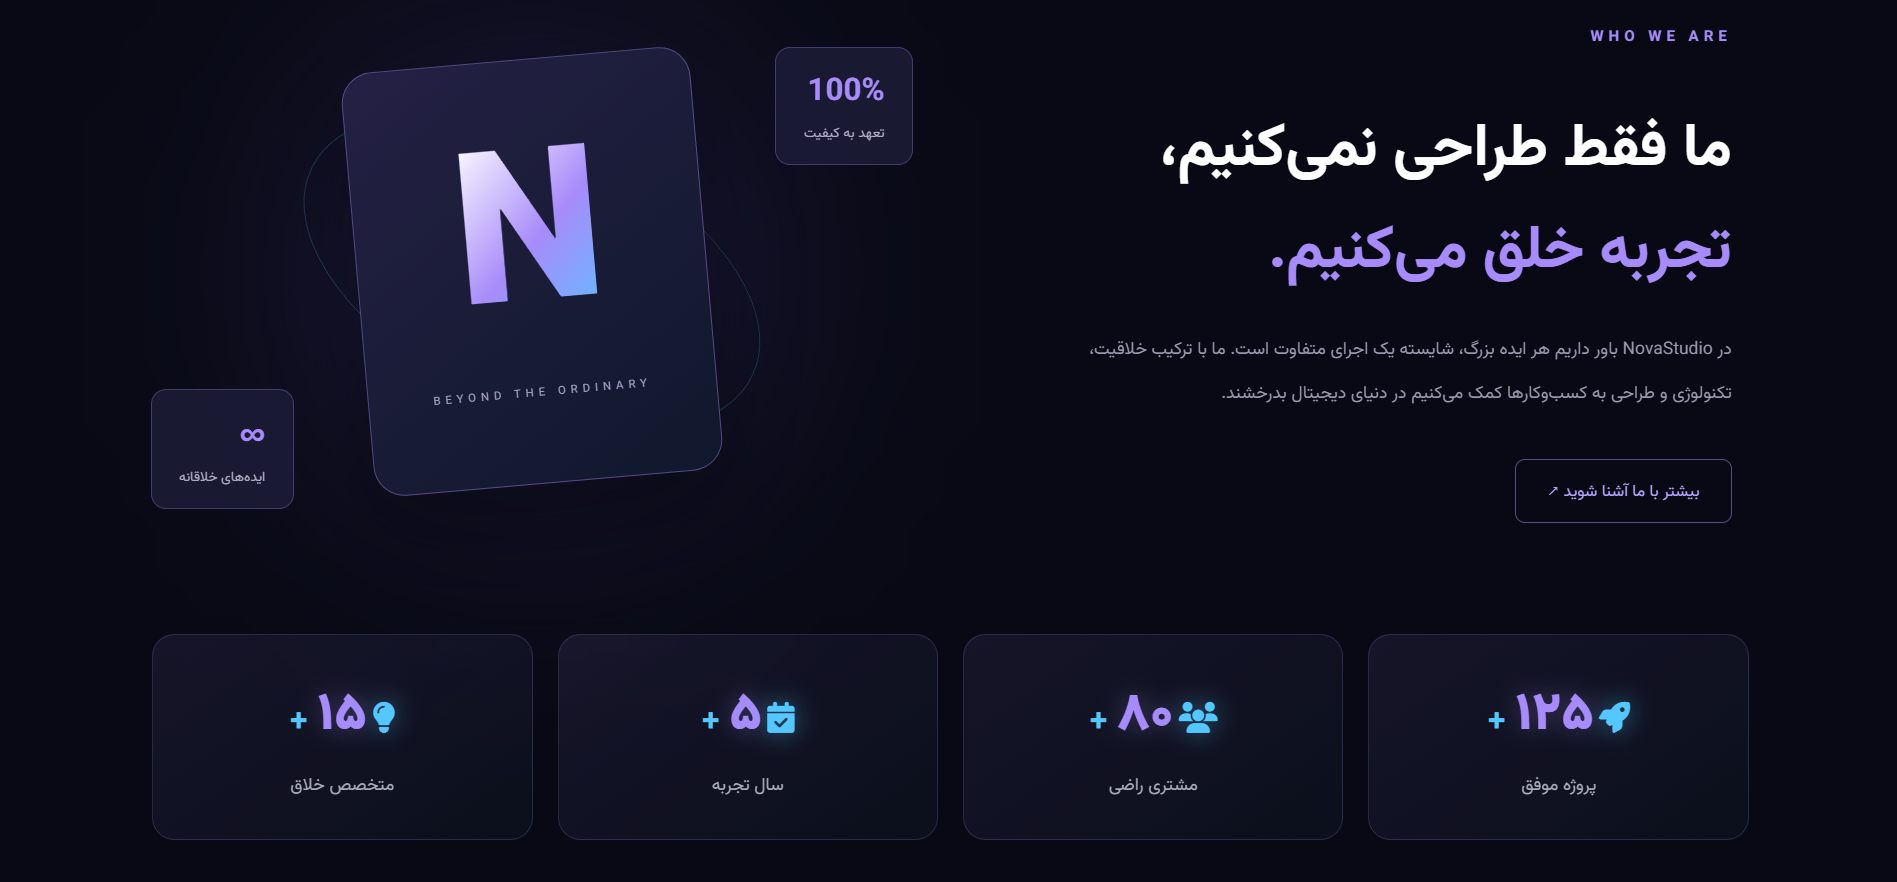 WHO WE ARE
ما فقط طراحی نمی‌کنیم،
تجربه خلق می‌کنیم.
در NovaStudio باور داریم هر ایده بزرگ، شایسته یک اجرای متفاوت است. ما با ترکیب خلاقیت،
تکنولوژی و طراحی به کسب‌وکارها کمک می‌کنیم در دنیای دیجیتال بدرخشند.
بیشتر با ما آشنا شوید ↗
100%
تعهد به کیفیت
N
BEYOND THE ORDINARY
∞
ایده‌های خلاقانه
۱۲۵ +
پروژه موفق
۸۰ +
مشتری راضی
۵ +
سال تجربه
۱۵ +
متخصص خلاق